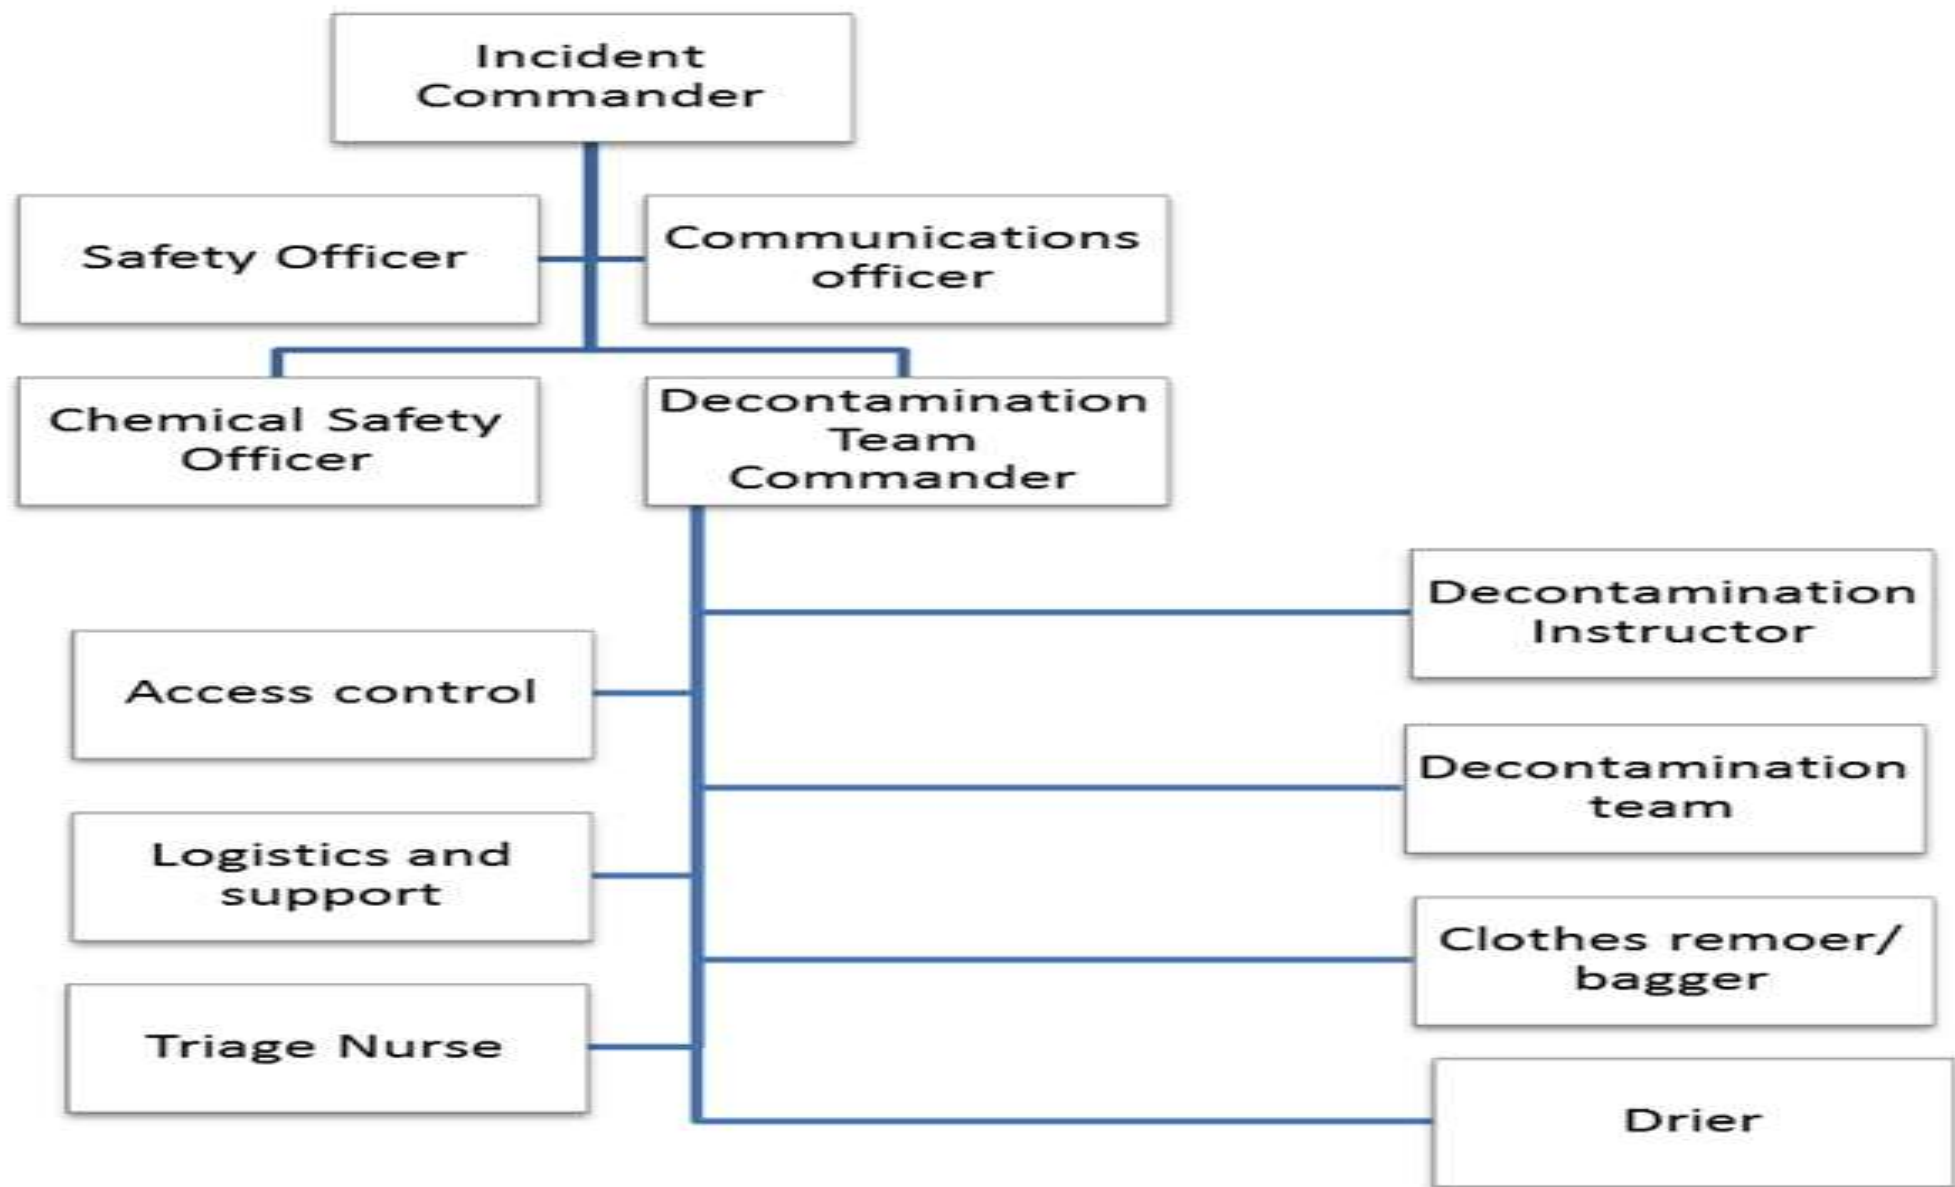 Incident
Commander
Safety Officer
Communications
officer
Chemical Safety
Officer
Decontamination
Team
Commander
Decontamination
Instructor
Access control
Decontamination
team
Logistics and
support
Clothes remoer/
bagger
Triage Nurse
Drier